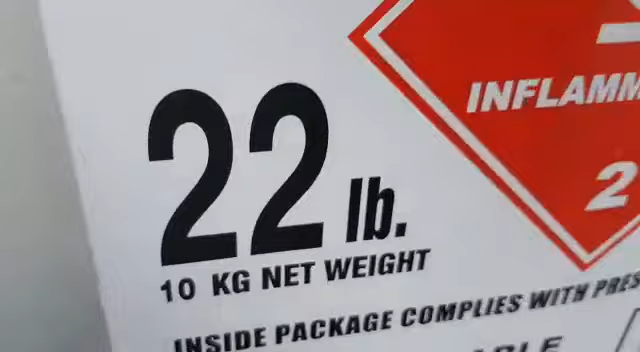 INFLAMM
2
22 lb.
10 KG NET WEIGHT
INSIDE PACKAGE COMPLIES WITH PRES